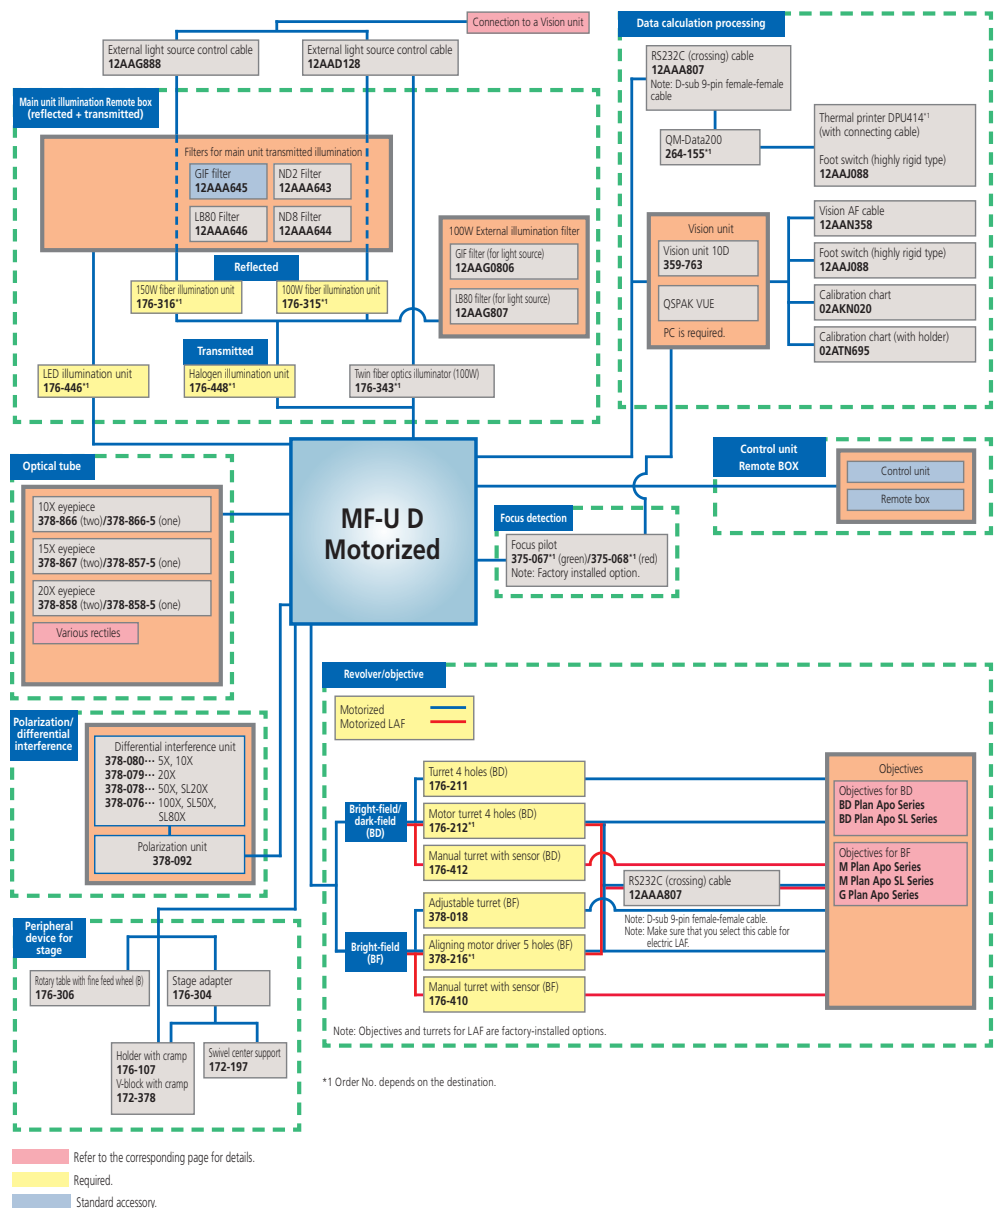 Connection to a Vision unit
External light source control cable
12AAG888
External light source control cable
12AAD128
Main unit illumination Remote box
(reflected + transmitted)
Filters for main unit transmitted illumination
GIF filter
12AAA645
ND2 Filter
12AAA643
LB80 Filter
12AAA646
ND8 Filter
12AAA644
100W External illumination filter
GIF filter (for light source)
12AAG0806
LB80 filter (for light source)
12AAG807
Reflected
150W fiber illumination unit
176-316*1
100W fiber illumination unit
176-315*1
Transmitted
LED illumination unit
176-446*1
Halogen illumination unit
176-448*1
Twin fiber optics illuminator (100W)
176-343*1
Data calculation processing
RS232C (crossing) cable
12AAA807
Note: D-sub 9-pin female-female
cable
QM-Data200
264-155*1
Thermal printer DPU414*1
(with connecting cable)
Foot switch (highly rigid type)
12AAJ088
Vision unit
Vision unit 10D
359-763
QSPAK VUE
PC is required.
Vision AF cable
12AAN358
Foot switch (highly rigid type)
12AAJ088
Calibration chart
02AKN020
Calibration chart (with holder)
02ATN695
Control unit
Remote BOX
Control unit
Remote box
Optical tube
10X eyepiece
378-866 (two)/378-866-5 (one)
15X eyepiece
378-867 (two)/378-857-5 (one)
20X eyepiece
378-858 (two)/378-858-5 (one)
Various rectiles
MF-U D
Motorized
Focus detection
Focus pilot
375-067*1 (green)/375-068*1 (red)
Note: Factory installed option.
Polarization/
differential
interference
Differential interference unit
378-080··· 5X, 10X
378-079··· 20X
378-078··· 50X, SL20X
378-076··· 100X, SL50X,
SL80X
Polarization unit
378-092
Revolver/objective
Motorized
Motorized LAF
Bright-field/
dark-field
(BD)
Turret 4 holes (BD)
176-211
Motor turret 4 holes (BD)
176-212*1
Manual turret with sensor (BD)
176-412
Bright-field
(BF)
Adjustable turret (BF)
378-018
Aligning motor driver 5 holes (BF)
378-216*1
Manual turret with sensor (BF)
176-410
RS232C (crossing) cable
12AAA807
Note: D-sub 9-pin female-female cable.
Note: Make sure that you select this cable for
electric LAF.
Objectives
Objectives for BD
BD Plan Apo Series
BD Plan Apo SL Series
Objectives for BF
M Plan Apo Series
M Plan Apo SL Series
G Plan Apo Series
Note: Objectives and turrets for LAF are factory-installed options.
Peripheral
device for
stage
Rotary table with fine feed wheel (B)
176-306
Stage adapter
176-304
Holder with cramp
176-107
V-block with cramp
172-378
Swivel center support
172-197
*1 Order No. depends on the destination.
Refer to the corresponding page for details.
Required.
Standard accessory.